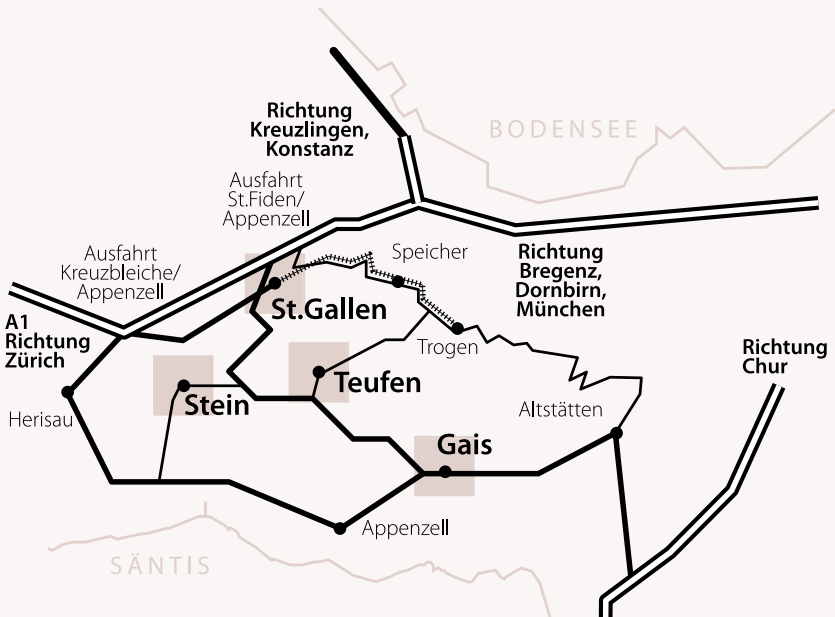 Richtung
Kreuzlingen,
Konstanz
BODENSEE
Ausfahrt
St.Fiden/
Appenzell
Ausfahrt
Kreuzbleiche/
Appenzell
Speicher
Richtung
Bregenz,
Dornbirn,
München
St.Gallen
A1
Richtung
Zürich
Trogen
Richtung
Chur
Teufen
Stein
Herisau
Altstätten
Gais
Appenzell
SÄNTIS